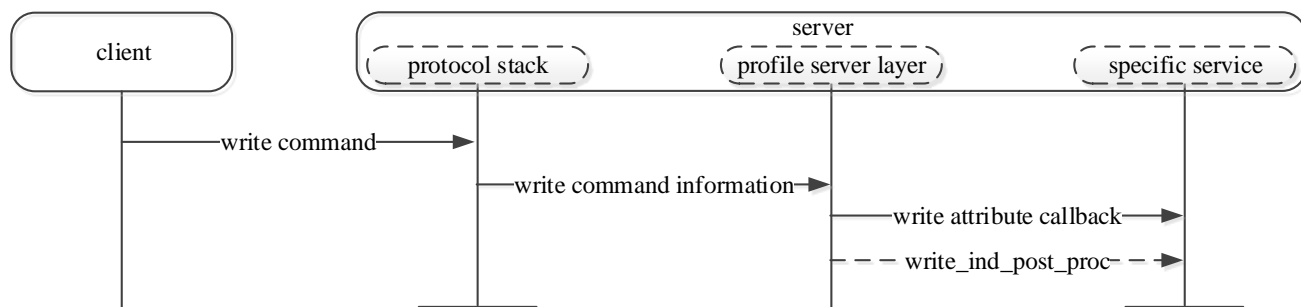 client
server
protocol stack
profile server layer
specific service
write command
write command information
write attribute callback
write_ind_post_proc